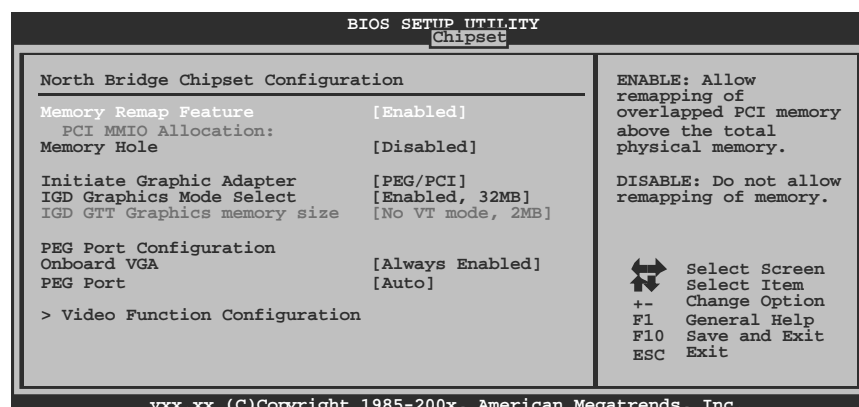 BIOS SETUP UTILITY
Chipset
North Bridge Chipset Configuration
Memory Remap Feature [Enabled]
PCI MMIO Allocation:
Memory Hole [Disabled]
Initiate Graphic Adapter [PEG/PCI]
IGD Graphics Mode Select [Enabled, 32MB]
IGD GTT Graphics memory size [No VT mode, 2MB]
PEG Port Configuration
Onboard VGA [Always Enabled]
PEG Port [Auto]
> Video Function Configuration
ENABLE: Allow
remapping of
overlapped PCI memory
above the total
physical memory.
DISABLE: Do not allow
remapping of memory.
Select Screen
Select Item
+- Change Option
F1 General Help
F10 Save and Exit
ESC Exit
vxx.xx (C)Copyright 1985-200x, American Megatrends, Inc.